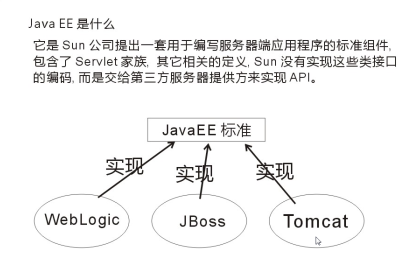 Java EE 是什么
它是 Sun 公司提出一套用于编写服务器端应用程序的标准组件,
包含了 Servlet 家族, 其它相关的定义, Sun 没有实现这些类接口
的编码, 而是交给第三方服务器提供方来实现 API。
JavaEE 标准
实现 实现 实现
WebLogic JBoss Tomcat